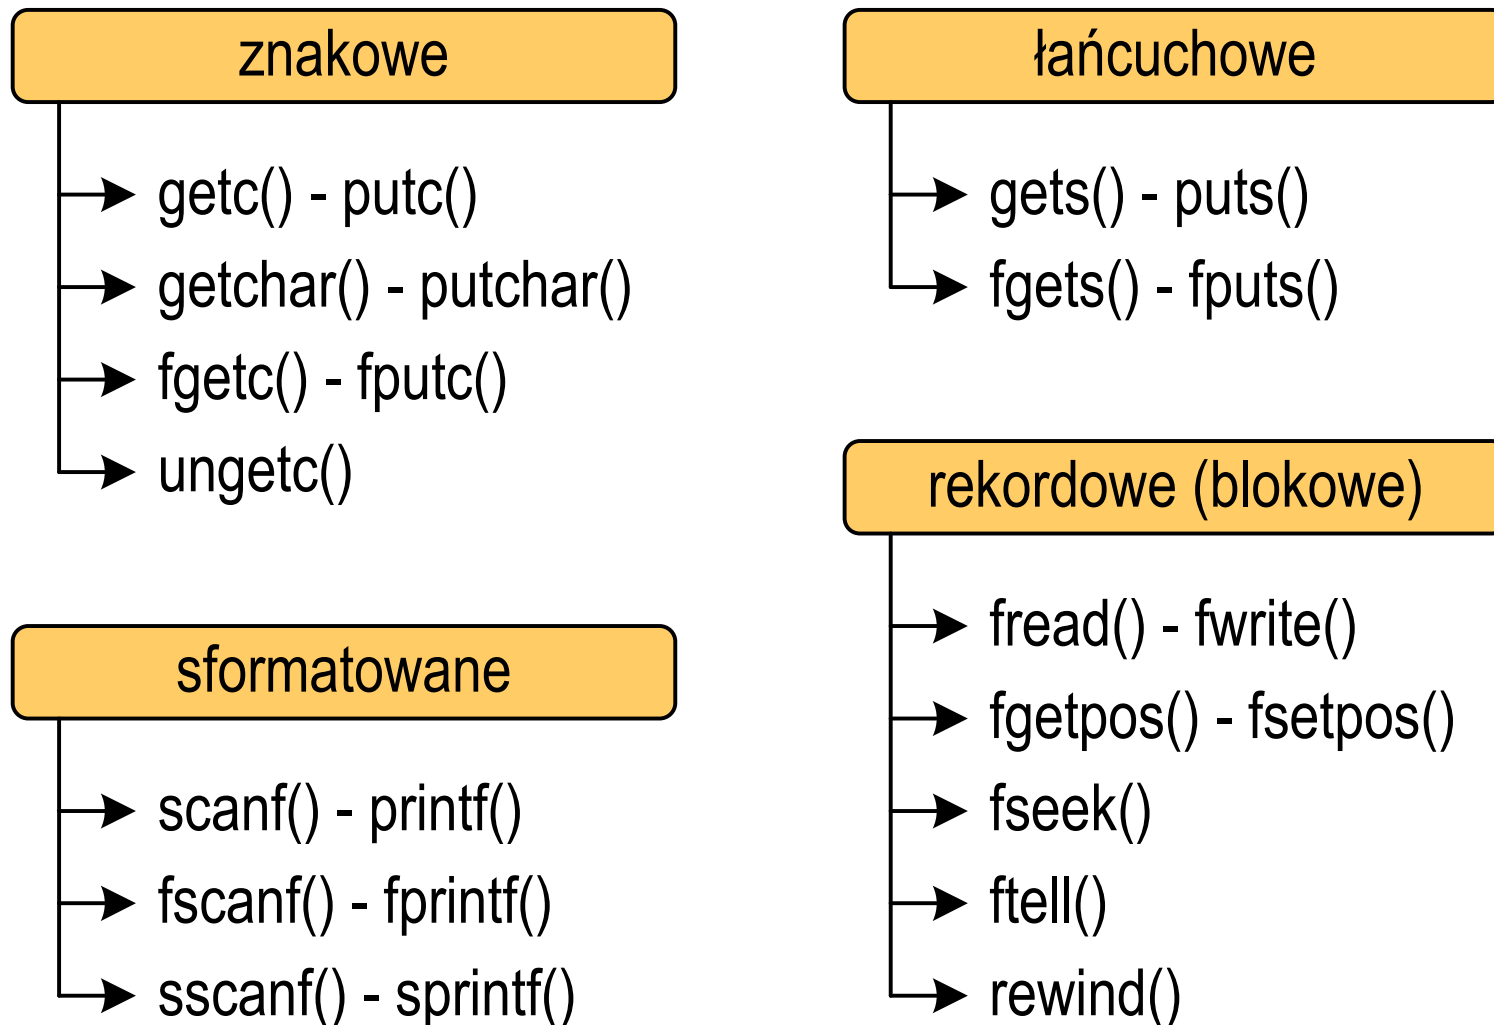 znakowe
getc() - putc()
getchar() - putchar()
fgetc() - fputc()
ungetc()
sformatowane
scanf() - printf()
fscanf() - fprintf()
sscanf() - sprintf()
łańcuchowe
gets() - puts()
fgets() - fputs()
rekordowe (blokowe)
fread() - fwrite()
fgetpos() - fsetpos()
fseek()
ftell()
rewind()